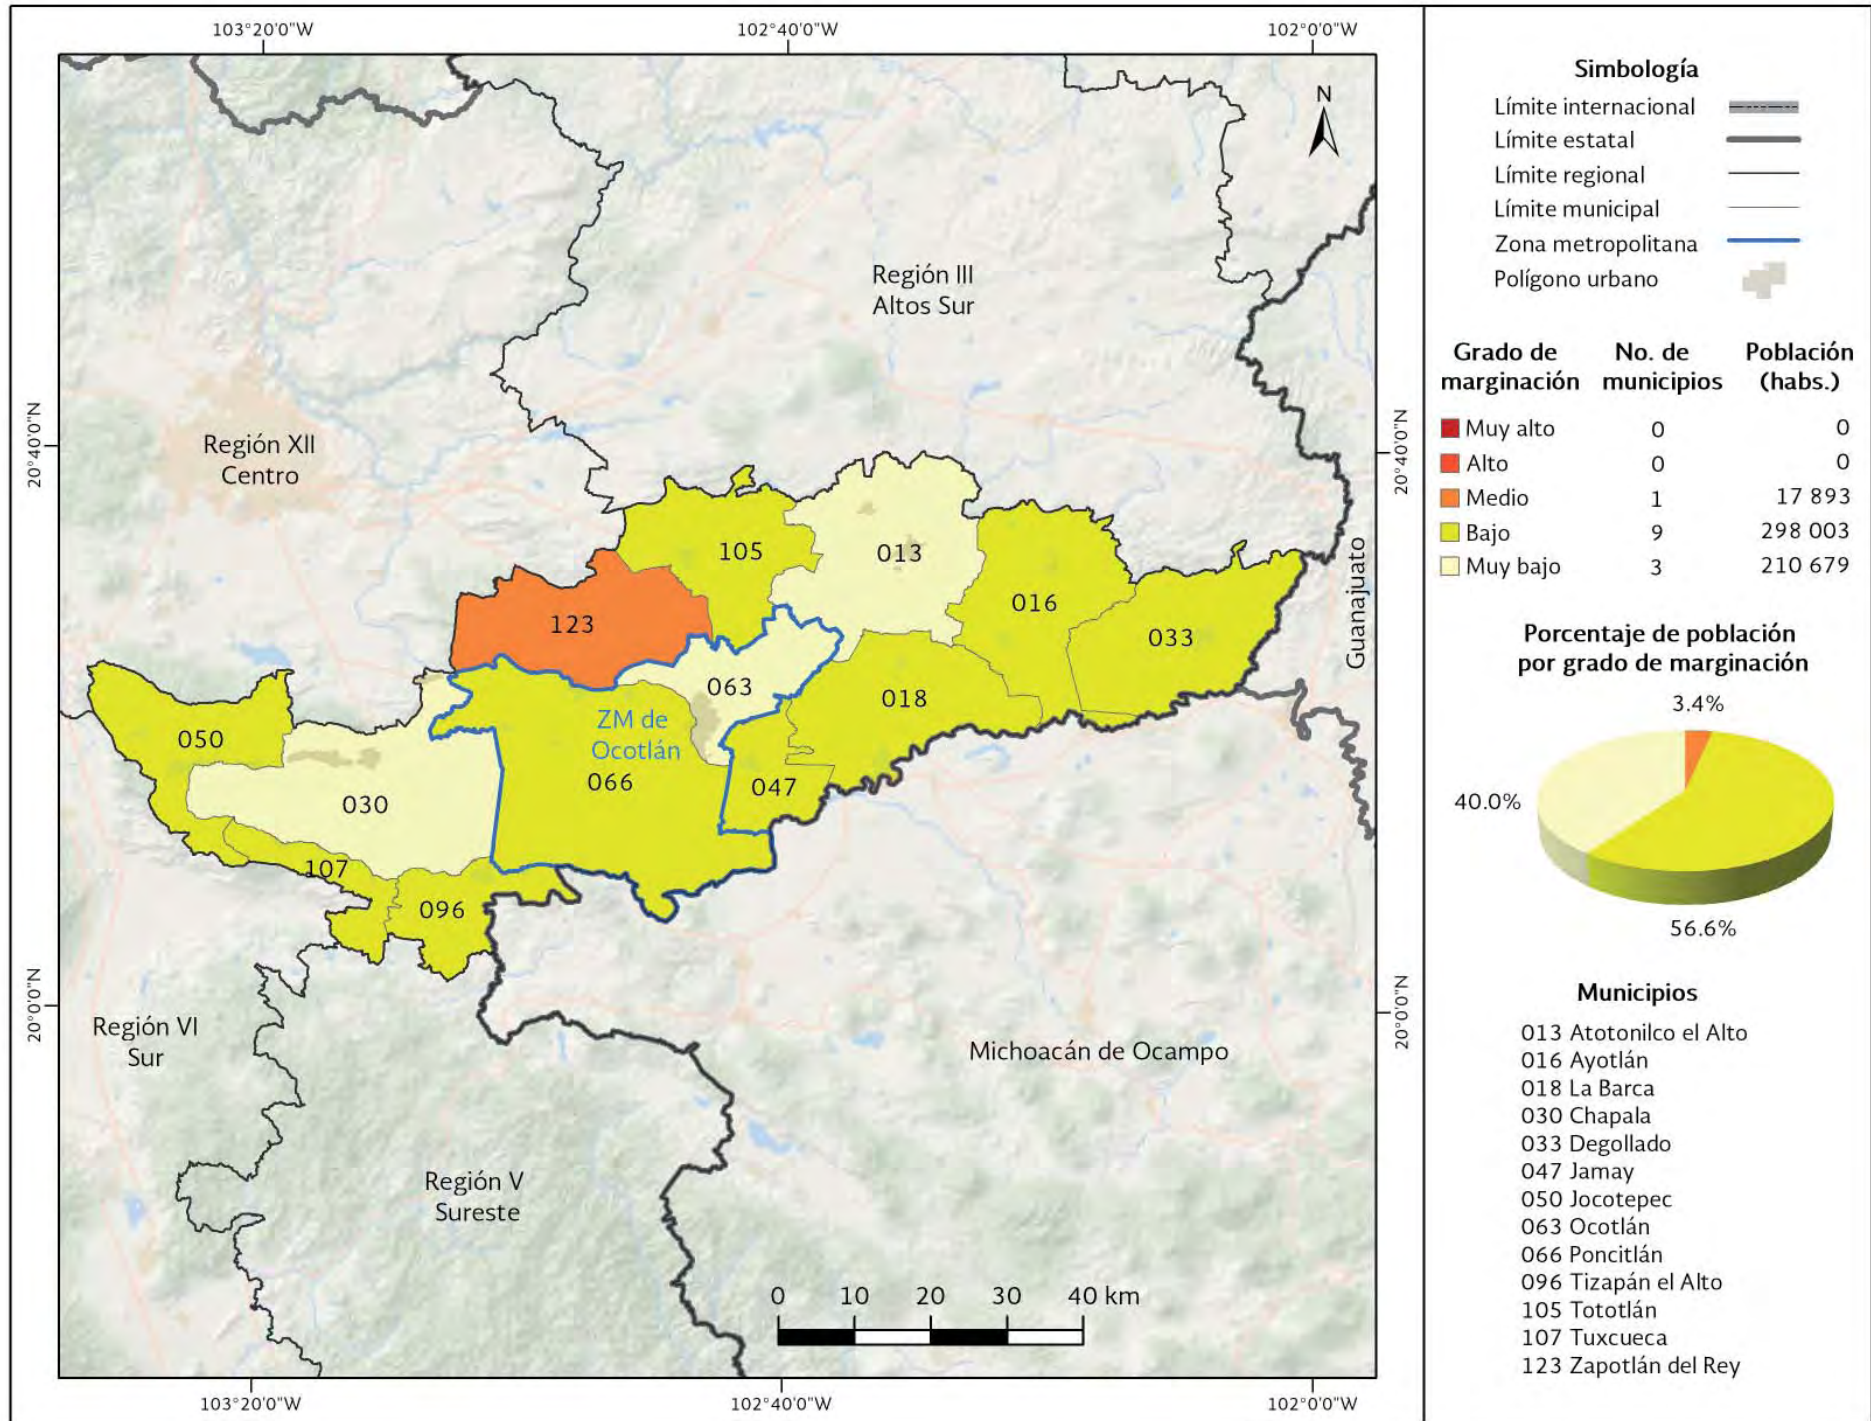 103°20'0"W
102°40'0"W
102°0'0"W
N
Región III
Altos Sur
20°40'0"N
20°40'0"N
Región XII
Centro
105
013
123
016
033
Guanajuato
063
018
ZM de
Ocotlán
050
066
047
030
107
096
20°0'0"N
20°0'0"N
Región VI
Sur
Michoacán de Ocampo
Región V
Sureste
0 10 20 30 40 km
103°20'0"W
102°40'0"W
102°0'0"W
Simbología
Límite internacional
Límite estatal
Límite regional
Límite municipal
Zona metropolitana
Polígono urbano
Grado de marginación No. de municipios Población (habs.)
Muy alto 0 0
Alto 0 0
Medio 1 17 893
Bajo 9 298 003
Muy bajo 3 210 679
Porcentaje de población
por grado de marginación
3.4%
40.0%
56.6%
Municipios
013 Atotonilco el Alto
016 Ayotlán
018 La Barca
030 Chapala
033 Degollado
047 Jamay
050 Jocotepec
063 Ocotlán
066 Poncitlán
096 Tizapán el Alto
105 Tototlán
107 Tuxcueca
123 Zapotlán del Rey